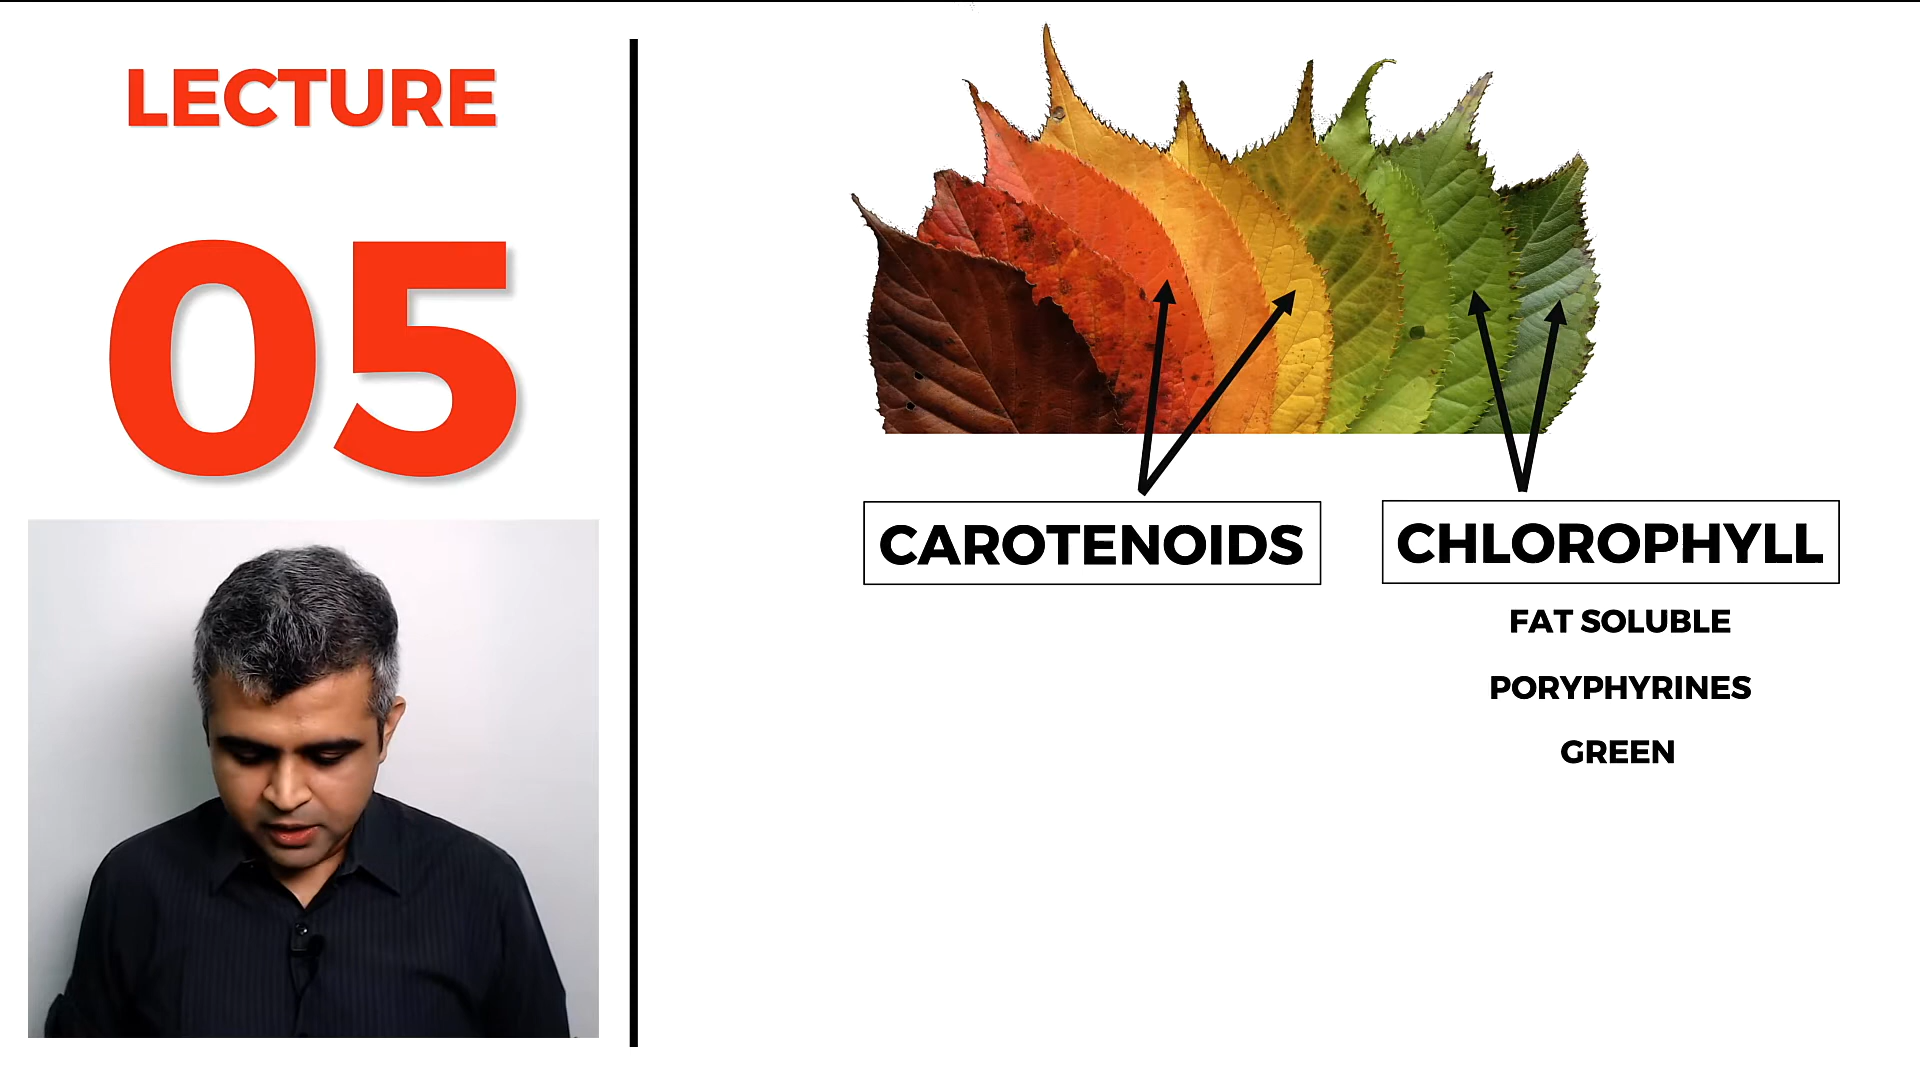 LECTURE
05
CAROTENOIDS
CHLOROPHYLL
FAT SOLUBLE
PORYPHYRINES
GREEN